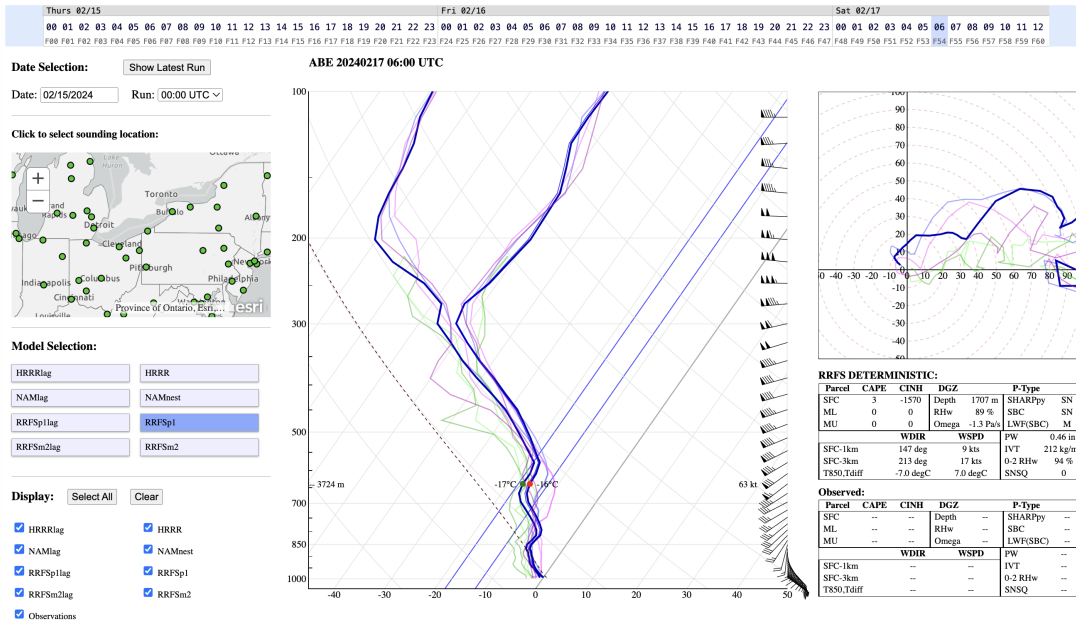 Thurs 02/15 Fri 02/16 Sat 02/17
00 01 02 03 04 05 06 07 08 09 10 11 12 13 14 15 16 17 18 19 20 21 22 23 00 01 02 03 04 05 06 07 08 09 10 11 12 13 14 15 16 17 18 19 20 21 22 23 00 01 02 03 04 05 06 07 08 09 10 11 12
F00 F01 F02 F03 F04 F05 F06 F07 F08 F09 F10 F11 F12 F13 F14 F15 F16 F17 F18 F19 F20 F21 F22 F23 F24 F25 F26 F27 F28 F29 F30 F31 F32 F33 F34 F35 F36 F37 F38 F39 F40 F41 F42 F43 F44 F45 F46 F47 F48 F49 F50 F51 F52 F53 F54 F55 F56 F57 F58 F59 F60
Date Selection:
Show Latest Run
Date: 02/15/2024 Run: 00:00 UTC
Click to select sounding location:
+
−
Lake
Huron
Ottawa
Toronto
Buffalo
Albany
Rapids
Detroit
Cleveland
Pittsburgh
New York
Indianapolis
Columbus
Philadelphia
Cincinnati
Washington
Louisville
Province of Ontario, Esri,...
esri
Model Selection:
HRRRlag HRRR
NAMlag NAMnest
RRFSp1lag RRFSp1
RRFSm2lag RRFSm2
Display: Select All Clear
HRRRlag HRRR
NAMlag NAMnest
RRFSp1lag RRFSp1
RRFSm2lag RRFSm2
Observations
ABE 20240217 06:00 UTC
100
200
300
500
700
850
1000
3724 m
-17°C
-16°C
63 kt
-40 -30 -20 -10 0 10 20 30 40 50
100
90
80
70
60
50
40
30
20
10
0
-10
-20
-30
-40
-50
-40 -30 -20 -10 0 10 20 30 40 50 60 70 80 90
RRFS DETERMINISTIC:
Parcel CAPE CINH DGZ P-Type
SFC 3 -1570 Depth 1707 m SHARPpy SN
ML 0 0 RHw 89 % SBC SN
MU 0 0 Omega -1.3 Pa/s LWF(SBC) M
WDIR WSPD PW 0.46 in
SFC-1km 147 deg 9 kts IVT 212 kg/m
SFC-3km 213 deg 17 kts 0-2 RHw 94 %
T850,Tdiff -7.0 degC 7.0 degC SNSQ 0
Observed:
Parcel CAPE CINH DGZ P-Type
SFC -- -- Depth -- SHARPpy --
ML -- -- RHw -- SBC --
MU -- -- Omega -- LWF(SBC) --
WDIR WSPD PW --
SFC-1km -- -- IVT --
SFC-3km -- -- 0-2 RHw --
T850,Tdiff -- -- SNSQ --